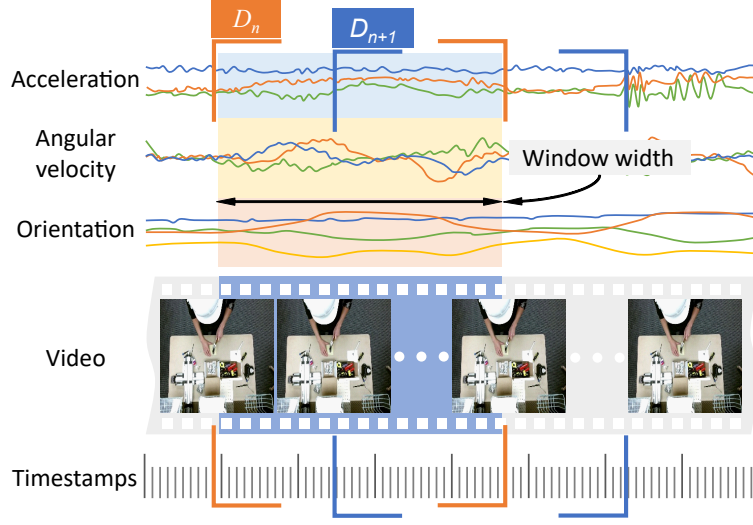 Dn
Dn+1
Acceleration
Angular
velocity
Window width
Orientation
Video
Timestamps